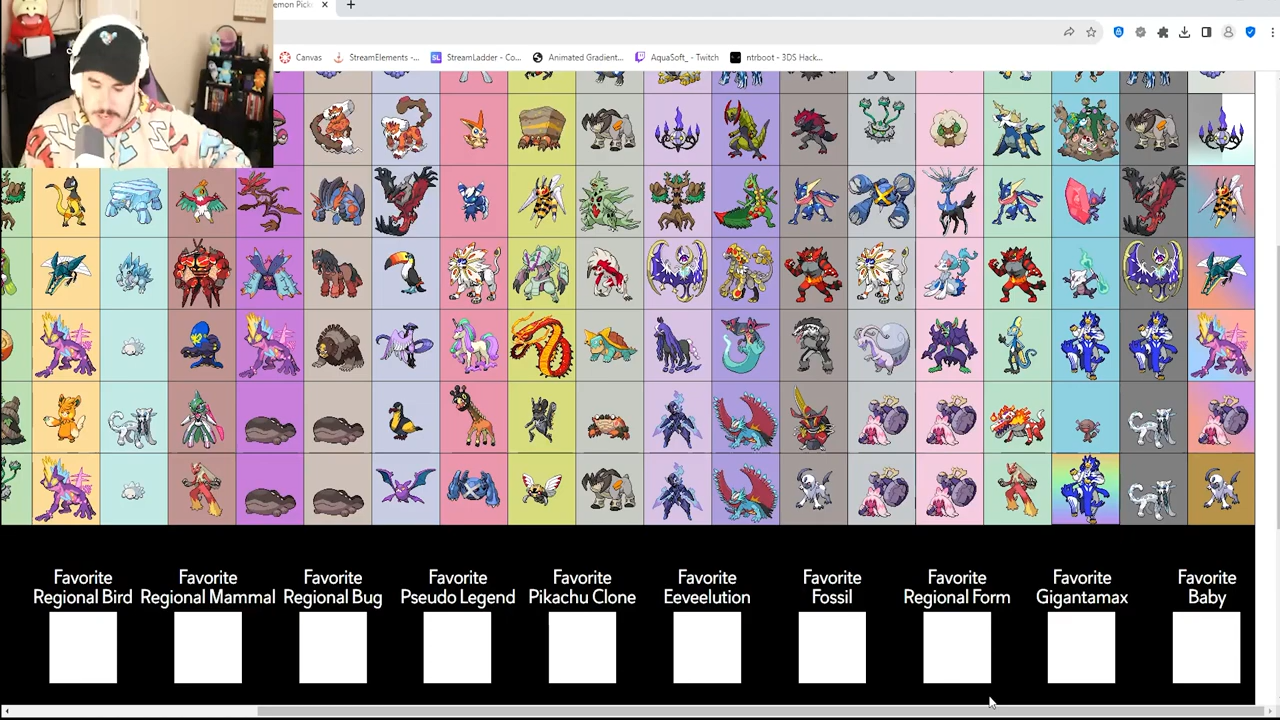 emon Pick
Canvas
StreamElements -...
StreamLadder - Co...
Animated Gradient...
AquaSoft_ - Twitch
ntrboot - 3DS Hack...
Favorite
Regional Bird
Favorite
Regional Mammal
Favorite
Regional Bug
Favorite
Pseudo Legend
Favorite
Pikachu Clone
Favorite
Eeveelution
Favorite
Fossil
Favorite
Regional Form
Favorite
Gigantamax
Favorite
Baby